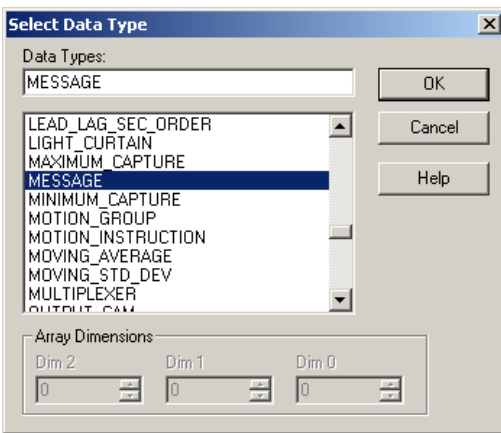 Select Data Type
Data Types:
MESSAGE
OK
LEAD_LAG_SEC_ORDER
Cancel
LIGHT_CURTAIN
MAXIMUM_CAPTURE
MESSAGE
Help
MINIMUM_CAPTURE
MOTION_GROUP
MOTION_INSTRUCTION
MOVING_AVERAGE
MOVING_STD_DEV
MULTIPLEXER
OUTPUT_CAM
Array Dimensions
Dim 2 Dim 1 Dim 0
0 0 0